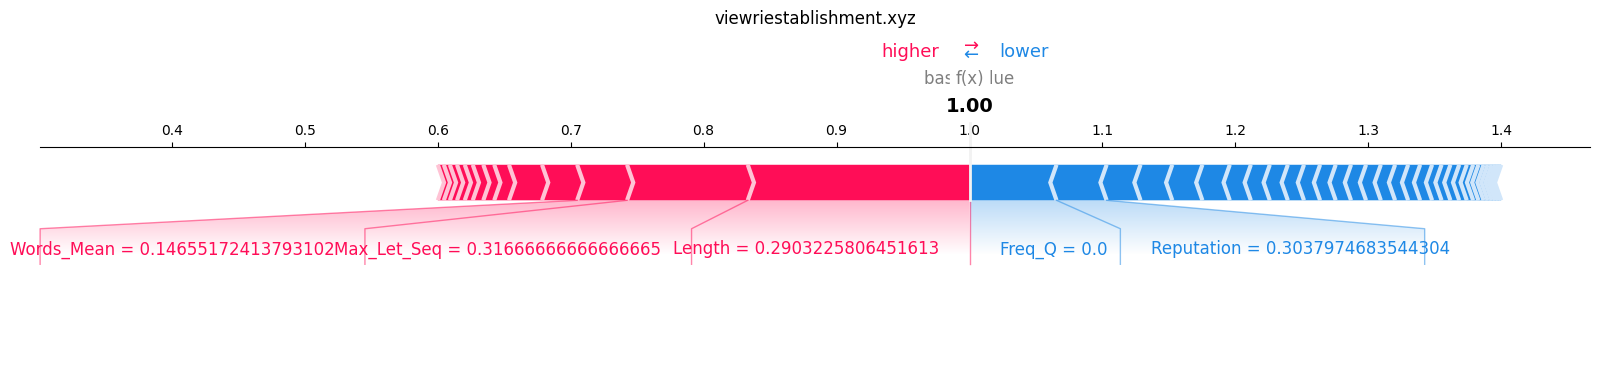 viewriestablishment.xyz
higher ⇄ lower
bas f(x) lue
1.00
0.4 0.5 0.6 0.7 0.8 0.9 1.0 1.1 1.2 1.3 1.4
Words_Mean = 0.14655172413793102 Max_Let_Seq = 0.31666666666666665 Length = 0.2903225806451613 Freq_Q = 0.0 Reputation = 0.3037974683544304